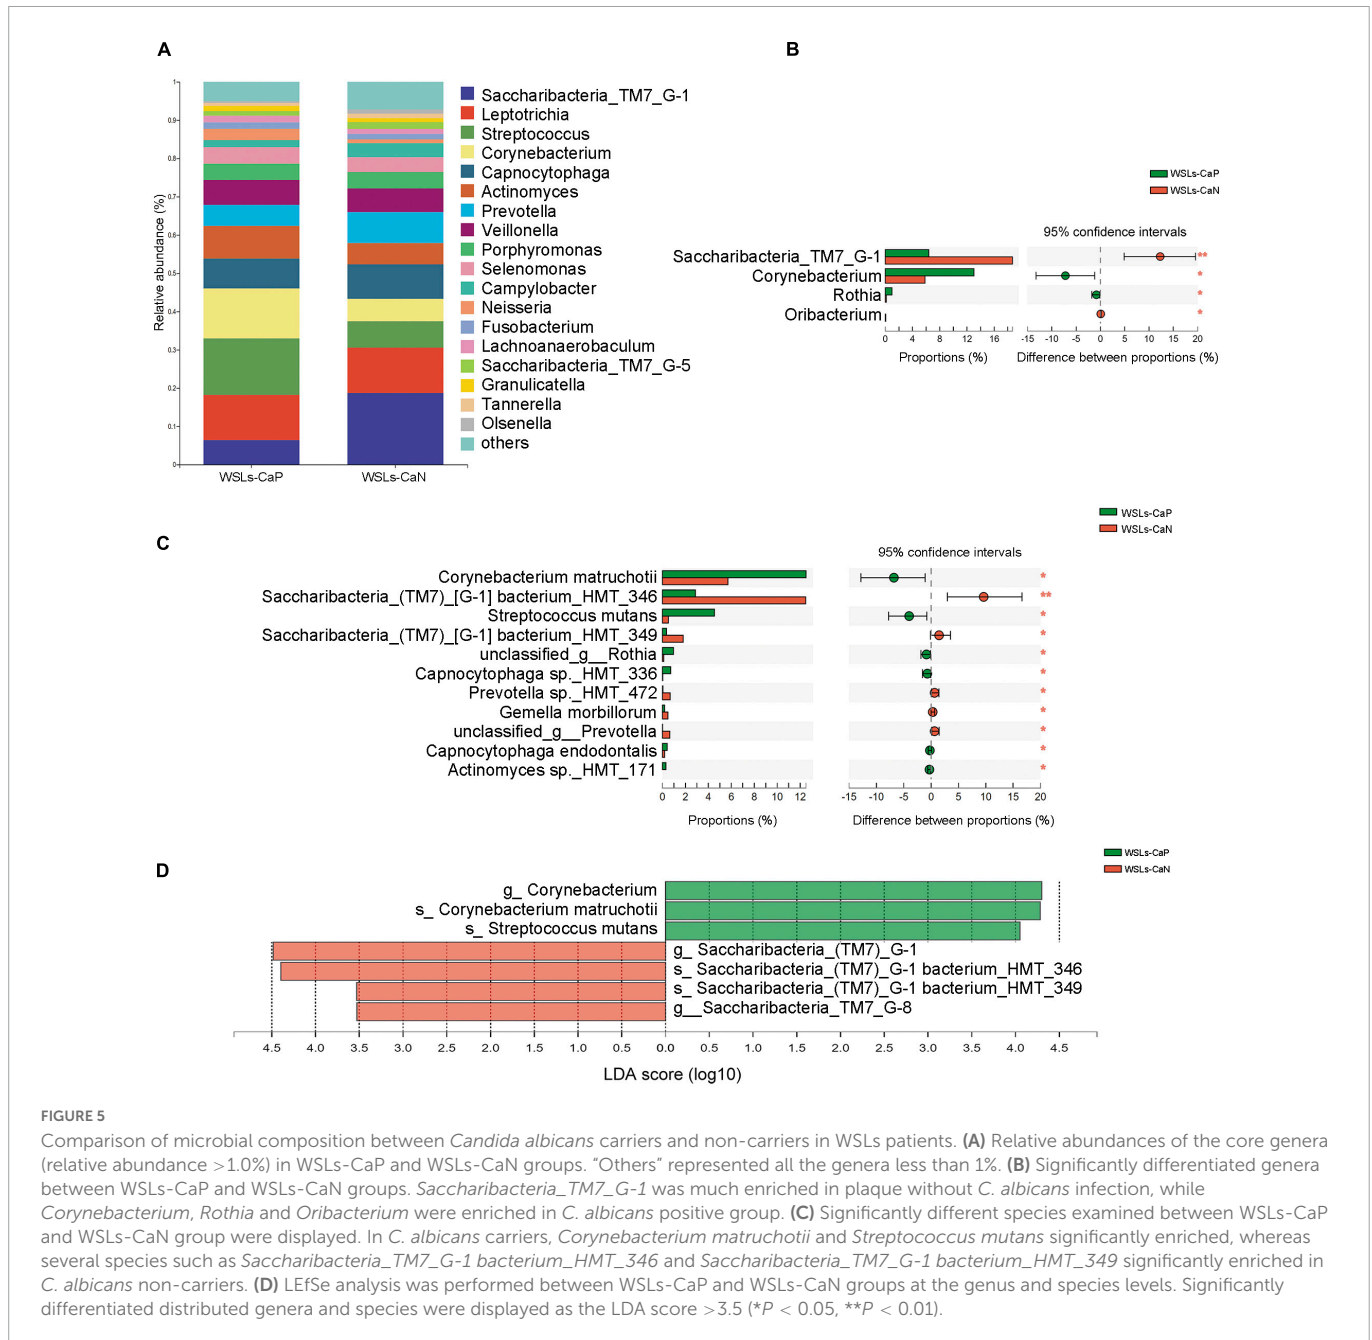 A
1
0.9
0.8
0.7
0.6
0.5
0.4
0.3
0.2
0.1
0
Relative abundance (%)
WSLs-CaP
WSLs-CaN
Saccharibacteria_TM7_G-1
Leptotrichia
Streptococcus
Corynebacterium
Capnocytophaga
Actinomyces
Prevotella
Veillonella
Porphyromonas
Selenomonas
Campylobacter
Neisseria
Fusobacterium
Lachnoanaerobaculum
Saccharibacteria_TM7_G-5
Granulicatella
Tannerella
Olsenella
others
B
WSLs-CaP
WSLs-CaN
95% confidence intervals
Saccharibacteria_TM7_G-1 **
Corynebacterium *
Rothia *
Oribacterium *
0 4 8 12 16 -15 -10 -5 0 5 10 15 20
Proportions (%) Difference between proportions (%)
C
WSLs-CaP
WSLs-CaN
95% confidence intervals
Corynebacterium matruchotii *
Saccharibacteria_(TM7)_[G-1] bacterium_HMT_346 **
Streptococcus mutans *
Saccharibacteria_(TM7)_[G-1] bacterium_HMT_349 *
unclassified_g__Rothia *
Capnocytophaga sp._HMT_336 *
Prevotella sp._HMT_472 *
Gemella morbillorum *
unclassified_g__Prevotella *
Capnocytophaga endodontalis *
Actinomyces sp._HMT_171 *
0 2 4 6 8 10 12 -15 -10 -5 0 5 10 15 20
Proportions (%) Difference between proportions (%)
D
WSLs-CaP
WSLs-CaN
g_ Corynebacterium
s_ Corynebacterium matruchotii
s_ Streptococcus mutans
g_ Saccharibacteria_(TM7)_G-1
s_ Saccharibacteria_(TM7)_G-1 bacterium_HMT_346
s_ Saccharibacteria_(TM7)_G-1 bacterium_HMT_349
g__Saccharibacteria_TM7_G-8
4.5 4.0 3.5 3.0 2.5 2.0 1.5 1.0 0.5 0.0 0.5 1.0 1.5 2.0 2.5 3.0 3.5 4.0 4.5
LDA score (log10)
FIGURE 5
Comparison of microbial composition between Candida albicans carriers and non-carriers in WSLs patients. (A) Relative abundances of the core genera
(relative abundance >1.0%) in WSLs-CaP and WSLs-CaN groups. "Others" represented all the genera less than 1%. (B) Significantly differentiated genera
between WSLs-CaP and WSLs-CaN groups. Saccharibacteria_TM7_G-1 was much enriched in plaque without C. albicans infection, while
Corynebacterium, Rothia and Oribacterium were enriched in C. albicans positive group. (C) Significantly different species examined between WSLs-CaP
and WSLs-CaN group were displayed. In C. albicans carriers, Corynebacterium matruchotii and Streptococcus mutans significantly enriched, whereas
several species such as Saccharibacteria_TM7_G-1 bacterium_HMT_346 and Saccharibacteria_TM7_G-1 bacterium_HMT_349 significantly enriched in
C. albicans non-carriers. (D) LEfSe analysis was performed between WSLs-CaP and WSLs-CaN groups at the genus and species levels. Significantly
differentiated distributed genera and species were displayed as the LDA score >3.5 (*P < 0.05, **P < 0.01).